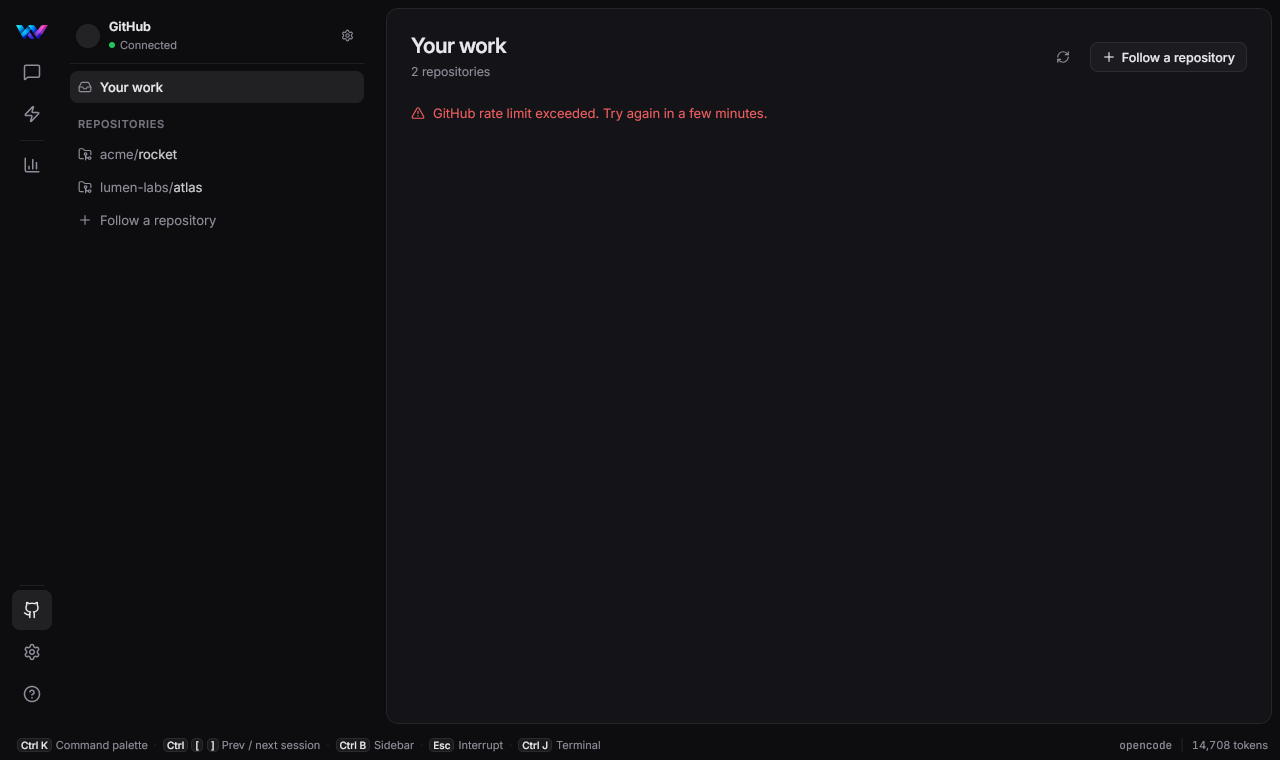 GitHub
Connected
Your work
REPOSITORIES
acme/rocket
lumen-labs/atlas
Follow a repository
Your work
2 repositories
Follow a repository
GitHub rate limit exceeded. Try again in a few minutes.
Ctrl K Command palette · Ctrl [ ] Prev / next session · Ctrl B Sidebar · Esc Interrupt · Ctrl J Terminal
opencode 14,708 tokens